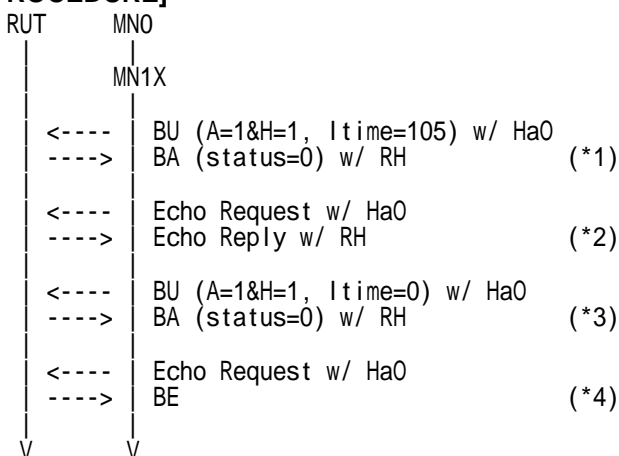 ROCEDURE]
RUT MN0
MN1X
<---- BU (A=1&H=1, ltime=105) w/ HaO
----> BA (status=0) w/ RH (*1)
<---- Echo Request w/ HaO
----> Echo Reply w/ RH (*2)
<---- BU (A=1&H=1, ltime=0) w/ HaO
----> BA (status=0) w/ RH (*3)
<---- Echo Request w/ HaO
----> BE (*4)
V V